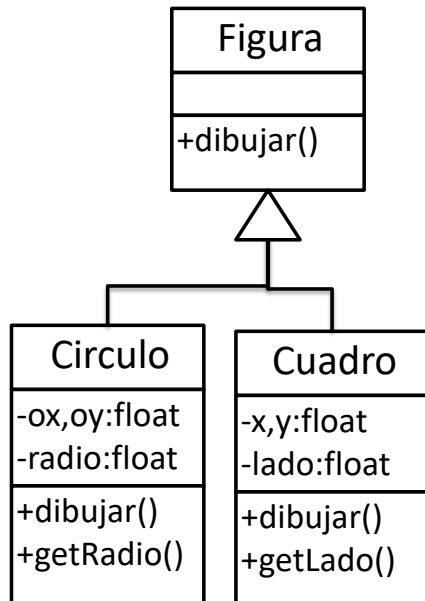 Figura
+dibujar()
Circulo
-ox,oy:float
-radio:float
+dibujar()
+getRadio()
Cuadro
-x,y:float
-lado:float
+dibujar()
+getLado()